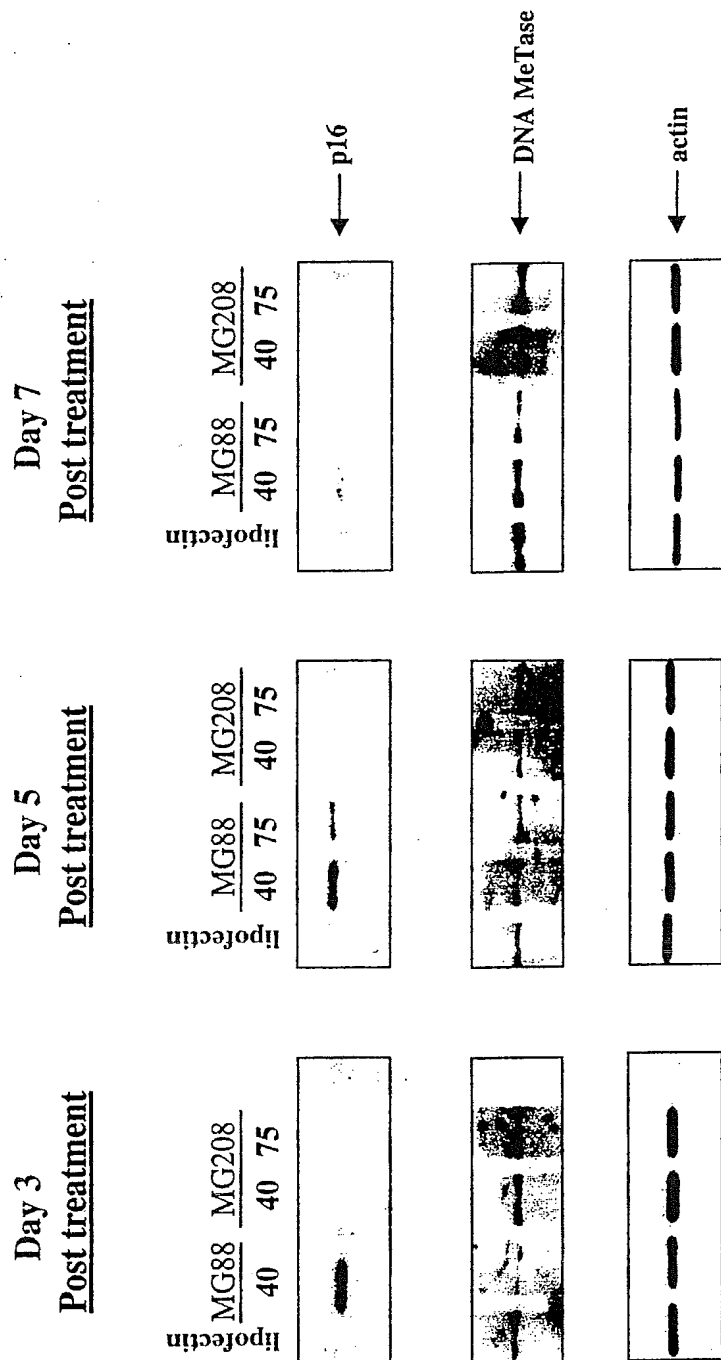 Day 3
Post treatment
lipofectin
MG88
MG208
40
40
75
Day 5
Post treatment
lipofectin
MG88
MG208
40
75
40
75
Day 7
Post treatment
lipofectin
MG88
MG208
40
75
40
75
p16
DNA MeTase
actin